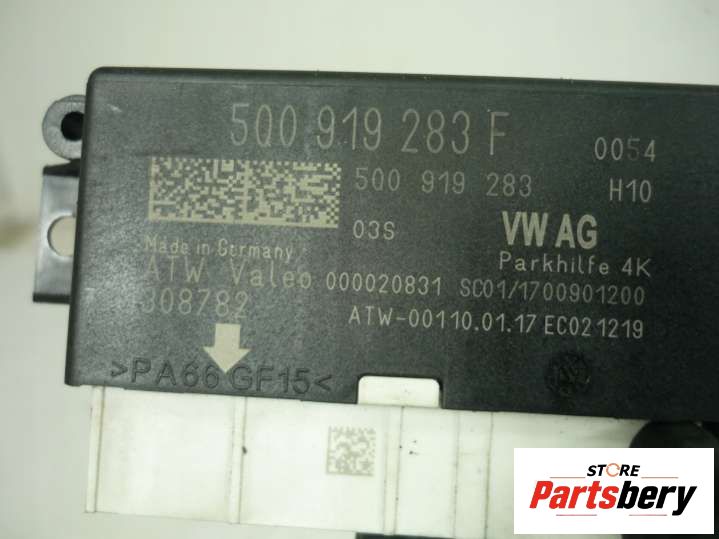 5Q0 919 283 F
0054
5Q0 919 283
H10
03S
VW AG
Made in Germany
Parkhilfe 4K
ATW Valeo 000020831 SC01/1700901200
308782
ATW-00110.01.17 EC021219
>PA66 GF15<
STORE
Partsbery